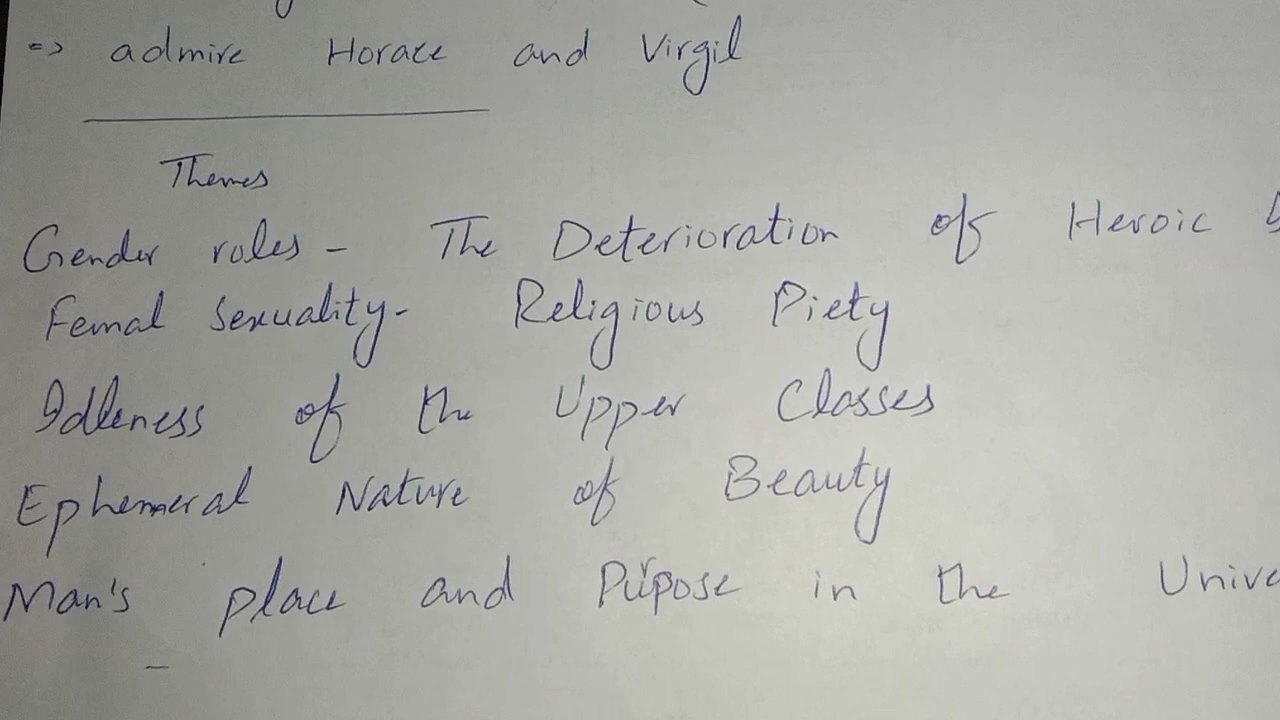 => admire Horace and Virgil
Themes
Gender roles - The Deterioration of Heroic
Femal Sexuality - Religious Piety
Idleness of the Upper Classes
Ephemeral Nature of Beauty
Man's place and Purpose in the Unive